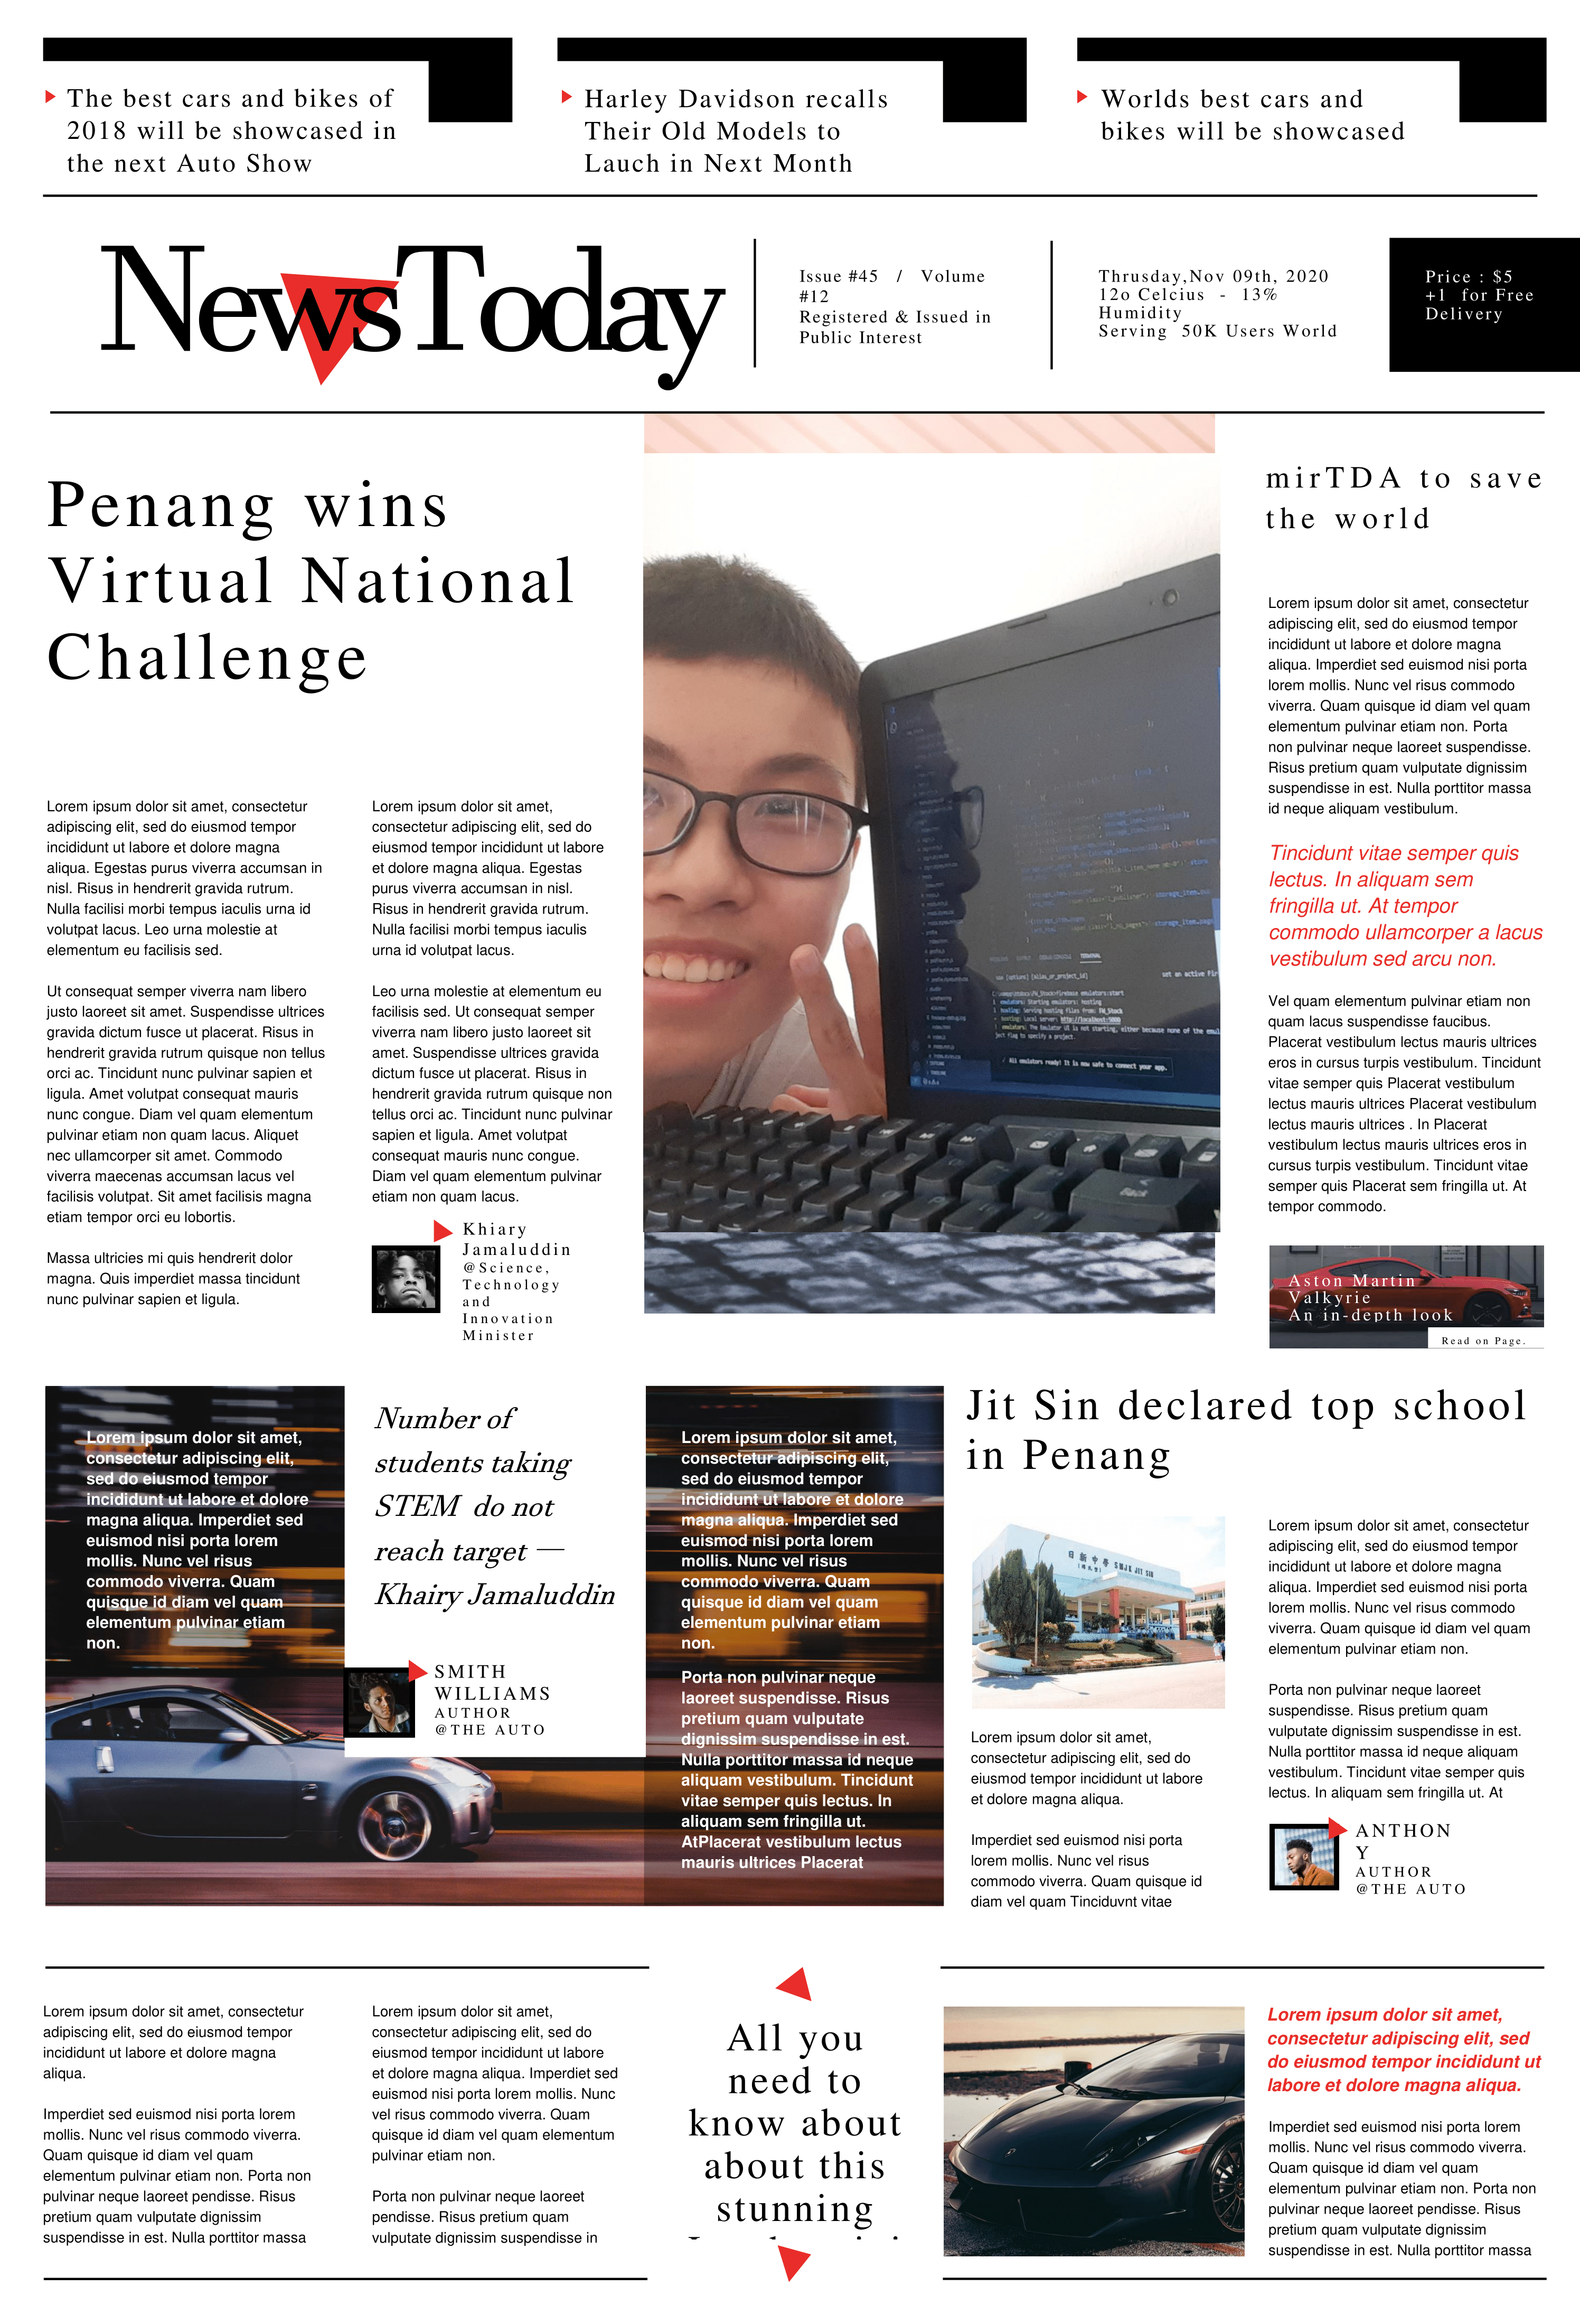 The best cars and bikes of
2018 will be showcased in
the next Auto Show
Harley Davidson recalls
Their Old Models to
Lauch in Next Month
Worlds best cars and
bikes will be showcased
NewsToday
Issue #45 / Volume
#12
Registered & Issued in
Public Interest
Thrusday,Nov 09th, 2020
12o Celcius - 13%
Humidity
Serving 50K Users World
Price : $5
+1 for Free
Delivery
Penang wins
Virtual National
Challenge
Lorem ipsum dolor sit amet, consectetur
adipiscing elit, sed do eiusmod tempor
incididunt ut labore et dolore magna
aliqua. Egestas purus viverra accumsan in
nisl. Risus in hendrerit gravida rutrum.
Nulla facilisi morbi tempus iaculis urna id
volutpat lacus. Leo urna molestie at
elementum eu facilisis sed.
Ut consequat semper viverra nam libero
justo laoreet sit amet. Suspendisse ultrices
gravida dictum fusce ut placerat. Risus in
hendrerit gravida rutrum quisque non tellus
orci ac. Tincidunt nunc pulvinar sapien et
ligula. Amet volutpat consequat mauris
nunc congue. Diam vel quam elementum
pulvinar etiam non quam lacus. Aliquet
nec ullamcorper sit amet. Commodo
viverra maecenas accumsan lacus vel
facilisis volutpat. Sit amet facilisis magna
etiam tempor orci eu lobortis.
Massa ultricies mi quis hendrerit dolor
magna. Quis imperdiet massa tincidunt
nunc pulvinar sapien et ligula.
Lorem ipsum dolor sit amet,
consectetur adipiscing elit, sed do
eiusmod tempor incididunt ut labore
et dolore magna aliqua. Egestas
purus viverra accumsan in nisl.
Risus in hendrerit gravida rutrum.
Nulla facilisi morbi tempus iaculis
urna id volutpat lacus.
Leo urna molestie at elementum eu
facilisis sed. Ut consequat semper
viverra nam libero justo laoreet sit
amet. Suspendisse ultrices gravida
dictum fusce ut placerat. Risus in
hendrerit gravida rutrum quisque non
tellus orci ac. Tincidunt nunc pulvinar
sapien et ligula. Amet volutpat
consequat mauris nunc congue.
Diam vel quam elementum pulvinar
etiam non quam lacus.
Khiary
Jamaluddin
@Science,
Technology
and
Innovation
Minister
All emulators ready! It is now safe to connect your app.
mirTDA to save
the world
Lorem ipsum dolor sit amet, consectetur
adipiscing elit, sed do eiusmod tempor
incididunt ut labore et dolore magna
aliqua. Imperdiet sed euismod nisi porta
lorem mollis. Nunc vel risus commodo
viverra. Quam quisque id diam vel quam
elementum pulvinar etiam non. Porta
non pulvinar neque laoreet suspendisse.
Risus pretium quam vulputate dignissim
suspendisse in est. Nulla porttitor massa
id neque aliquam vestibulum.
Tincidunt vitae semper quis
lectus. In aliquam sem
fringilla ut. At tempor
commodo ullamcorper a lacus
vestibulum sed arcu non.
Vel quam elementum pulvinar etiam non
quam lacus suspendisse faucibus.
Placerat vestibulum lectus mauris ultrices
eros in cursus turpis vestibulum. Tincidunt
vitae semper quis Placerat vestibulum
lectus mauris ultrices Placerat vestibulum
lectus mauris ultrices . In Placerat
vestibulum lectus mauris ultrices eros in
cursus turpis vestibulum. Tincidunt vitae
semper quis Placerat sem fringilla ut. At
tempor commodo.
Aston Martin
Valkyrie
An in-depth look
Read on Page.
Lorem ipsum dolor sit amet,
consectetur adipiscing elit,
sed do eiusmod tempor
incididunt ut labore et dolore
magna aliqua. Imperdiet sed
euismod nisi porta lorem
mollis. Nunc vel risus
commodo viverra. Quam
quisque id diam vel quam
elementum pulvinar etiam
non.
Number of
students taking
STEM do not
reach target —
Khairy Jamaluddin
SMITH
WILLIAMS
AUTHOR
@THE AUTO
Lorem ipsum dolor sit amet,
consectetur adipiscing elit,
sed do eiusmod tempor
incididunt ut labore et dolore
magna aliqua. Imperdiet sed
euismod nisi porta lorem
mollis. Nunc vel risus
commodo viverra. Quam
quisque id diam vel quam
elementum pulvinar etiam
non.
Porta non pulvinar neque
laoreet suspendisse. Risus
pretium quam vulputate
dignissim suspendisse in est.
Nulla porttitor massa id neque
aliquam vestibulum. Tincidunt
vitae semper quis lectus. In
aliquam sem fringilla ut.
AtPlacerat vestibulum lectus
mauris ultrices Placerat
Jit Sin declared top school
in Penang
日新中學 SMJK JIT SIN
Lorem ipsum dolor sit amet,
consectetur adipiscing elit, sed do
eiusmod tempor incididunt ut labore
et dolore magna aliqua.
Imperdiet sed euismod nisi porta
lorem mollis. Nunc vel risus
commodo viverra. Quam quisque id
diam vel quam Tinciduvnt vitae
Lorem ipsum dolor sit amet, consectetur
adipiscing elit, sed do eiusmod tempor
incididunt ut labore et dolore magna
aliqua. Imperdiet sed euismod nisi porta
lorem mollis. Nunc vel risus commodo
viverra. Quam quisque id diam vel quam
elementum pulvinar etiam non.
Porta non pulvinar neque laoreet
suspendisse. Risus pretium quam
vulputate dignissim suspendisse in est.
Nulla porttitor massa id neque aliquam
vestibulum. Tincidunt vitae semper quis
lectus. In aliquam sem fringilla ut. At
ANTHON
Y
AUTHOR
@THE AUTO
Lorem ipsum dolor sit amet, consectetur
adipiscing elit, sed do eiusmod tempor
incididunt ut labore et dolore magna
aliqua.
Imperdiet sed euismod nisi porta lorem
mollis. Nunc vel risus commodo viverra.
Quam quisque id diam vel quam
elementum pulvinar etiam non. Porta non
pulvinar neque laoreet pendisse. Risus
pretium quam vulputate dignissim
suspendisse in est. Nulla porttitor massa
Lorem ipsum dolor sit amet,
consectetur adipiscing elit, sed do
eiusmod tempor incididunt ut labore
et dolore magna aliqua. Imperdiet sed
euismod nisi porta lorem mollis. Nunc
vel risus commodo viverra. Quam
quisque id diam vel quam elementum
pulvinar etiam non.
Porta non pulvinar neque laoreet
pendisse. Risus pretium quam
vulputate dignissim suspendisse in
All you
need to
know about
about this
stunning
Lorem ipsum dolor sit amet,
consectetur adipiscing elit, sed
do eiusmod tempor incididunt ut
labore et dolore magna aliqua.
Imperdiet sed euismod nisi porta lorem
mollis. Nunc vel risus commodo viverra.
Quam quisque id diam vel quam
elementum pulvinar etiam non. Porta non
pulvinar neque laoreet pendisse. Risus
pretium quam vulputate dignissim
suspendisse in est. Nulla porttitor massa